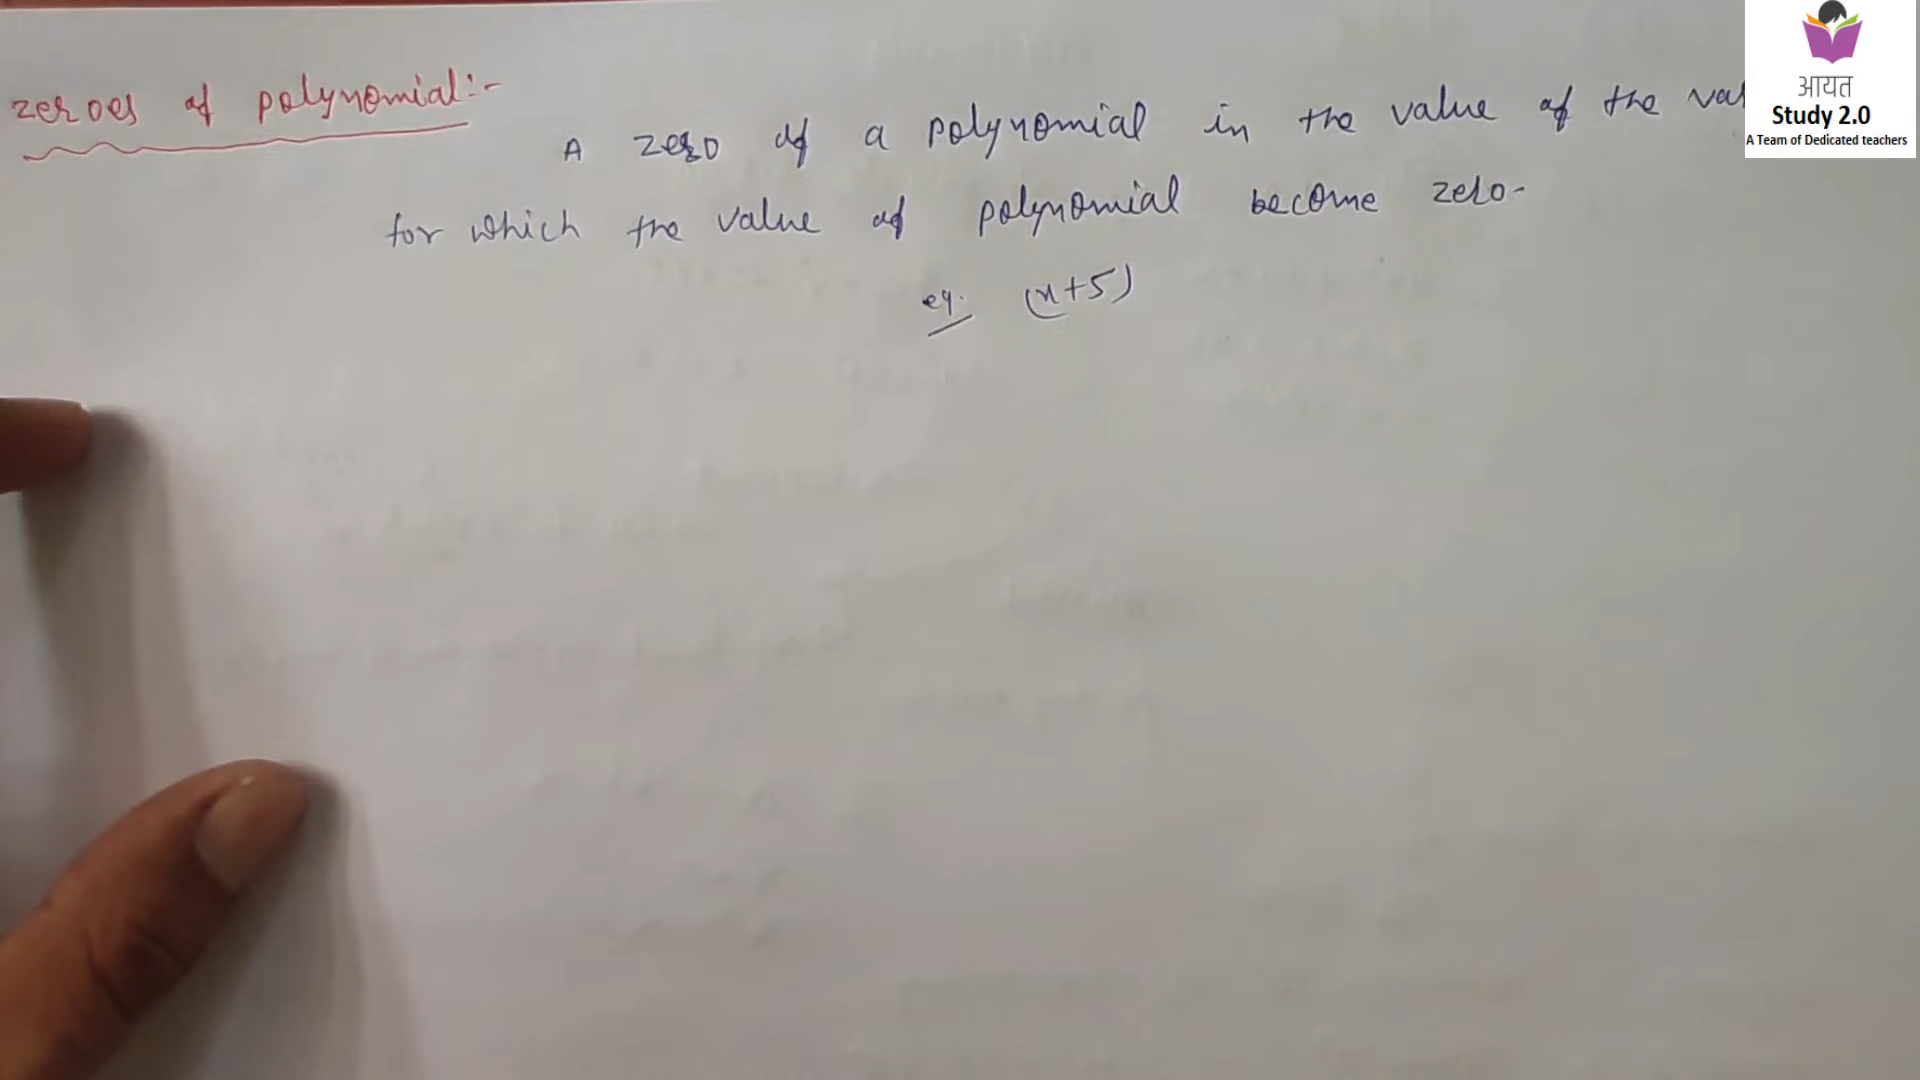 zeroes of polynomial:-
A zero of a polynomial in the value of the
for which the value of polynomial become zero-
eg. (x+5)
आयत
Study 2.0
A Team of Dedicated teachers